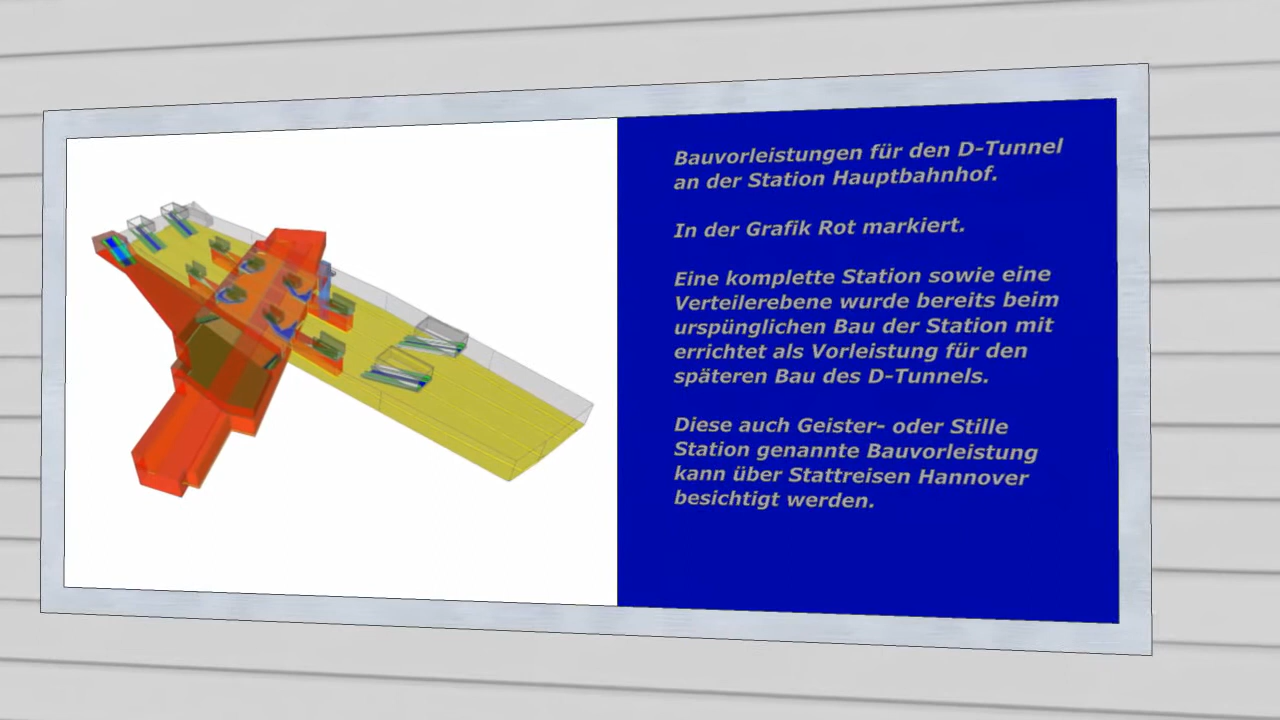 Bauvorleistungen für den D-Tunnel
an der Station Hauptbahnhof.
In der Grafik Rot markiert.
Eine komplette Station sowie eine
Verteilerebene wurde bereits beim
urspünglichen Bau der Station mit
errichtet als Vorleistung für den
späteren Bau des D-Tunnels.
Diese auch Geister- oder Stille
Station genannte Bauvorleistung
kann über Stattreisen Hannover
besichtigt werden.